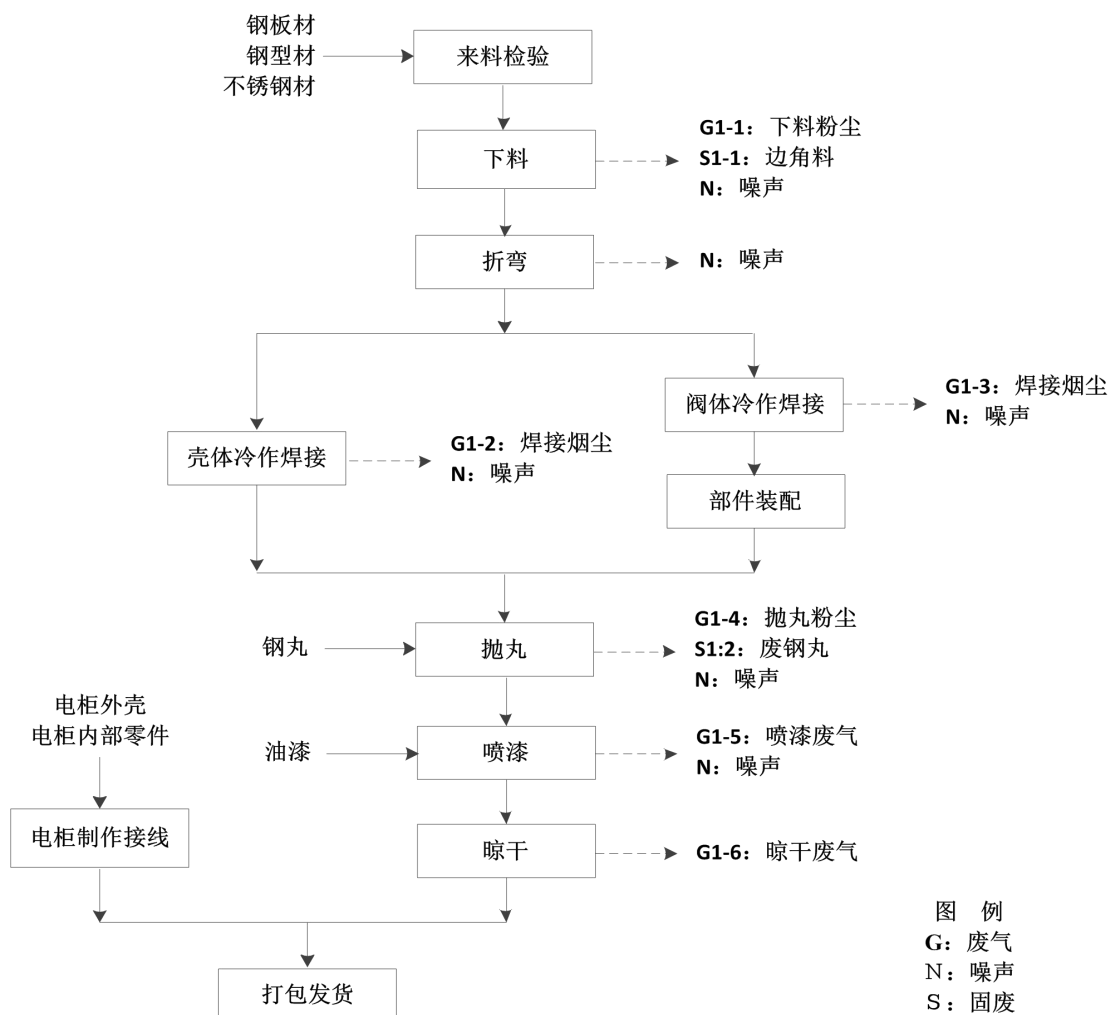 钢板材
钢型材
不锈钢材
来料检验
下料
G1-1：下料粉尘
S1-1：边角料
N：噪声
折弯
N：噪声
阀体冷作焊接
G1-3：焊接烟尘
N：噪声
壳体冷作焊接
G1-2：焊接烟尘
N：噪声
部件装配
钢丸
抛丸
G1-4：抛丸粉尘
S1:2：废钢丸
N：噪声
电柜外壳
电柜内部零件
油漆
喷漆
G1-5：喷漆废气
N：噪声
电柜制作接线
晾干
G1-6：晾干废气
打包发货
图 例
G：废气
N：噪声
S：固废